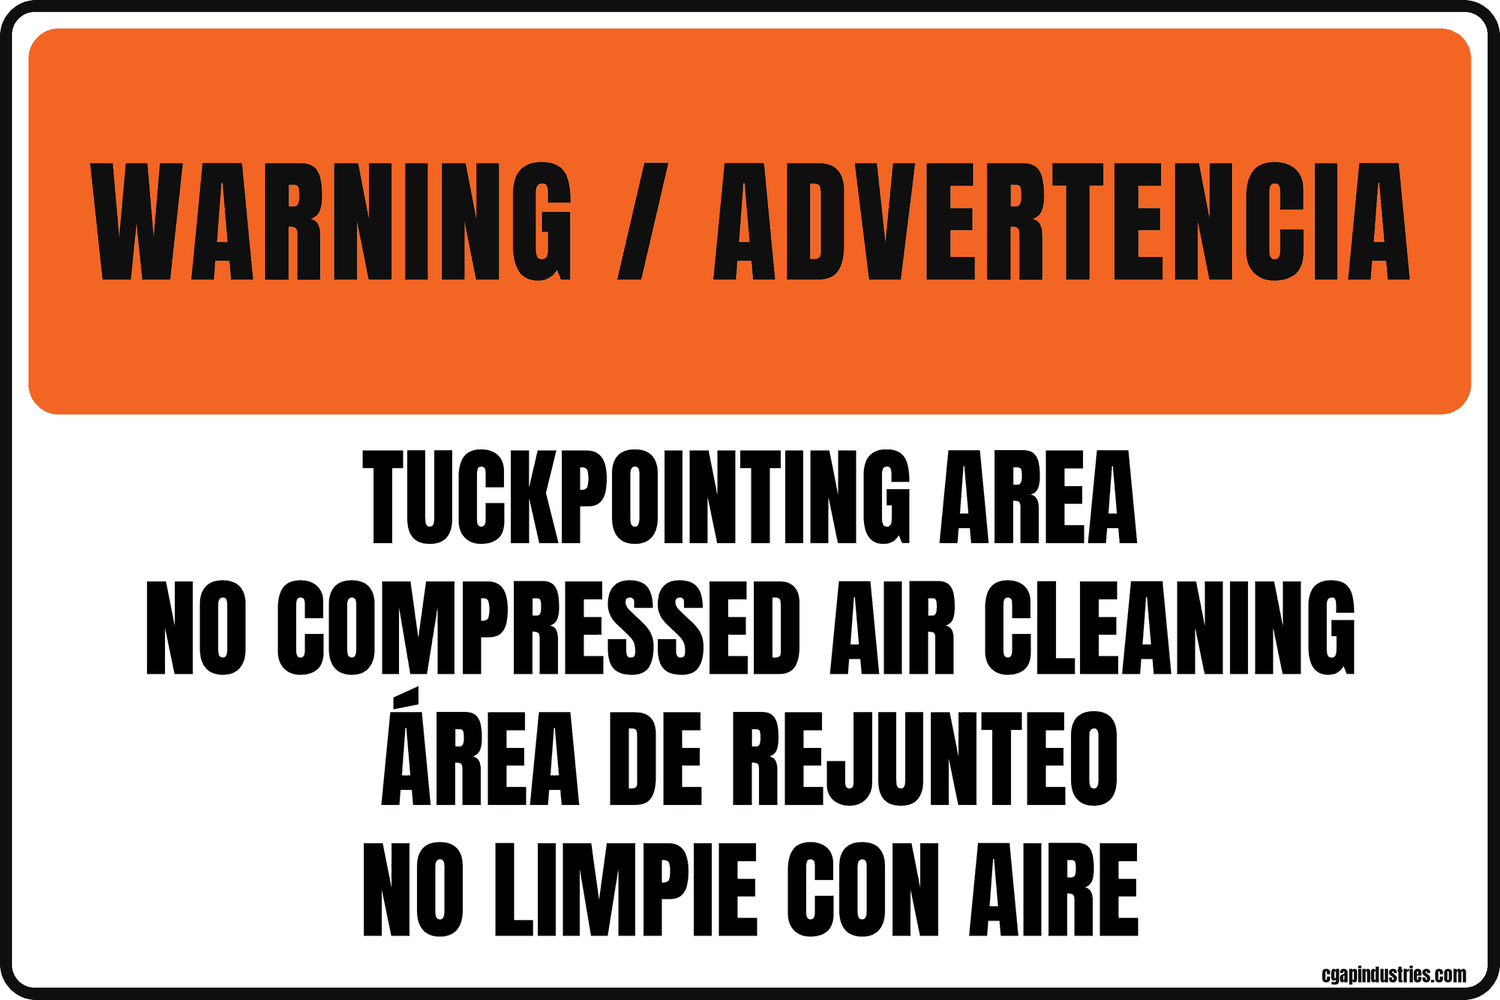 WARNING / ADVERTENCIA
TUCKPOINTING AREA
NO COMPRESSED AIR CLEANING
ÁREA DE REJUNTEO
NO LIMPIE CON AIRE
cgapindustries.com